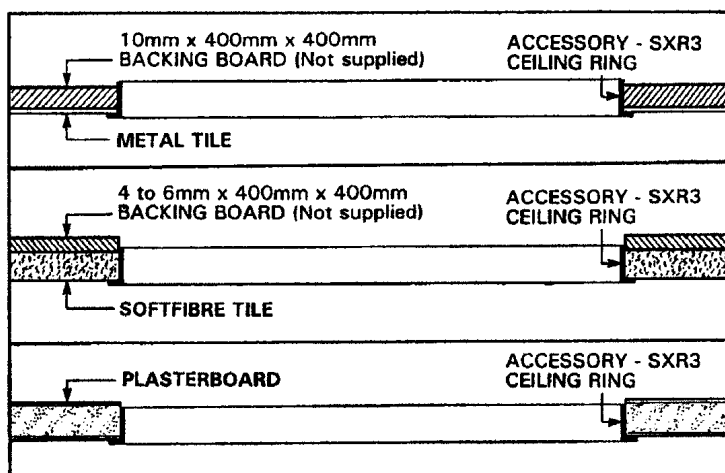 10mm x 400mm x 400mm
BACKING BOARD (Not supplied)
ACCESSORY - SXR3
CEILING RING
METAL TILE
4 to 6mm x 400mm x 400mm
BACKING BOARD (Not supplied)
ACCESSORY - SXR3
CEILING RING
SOFTFIBRE TILE
PLASTERBOARD
ACCESSORY - SXR3
CEILING RING